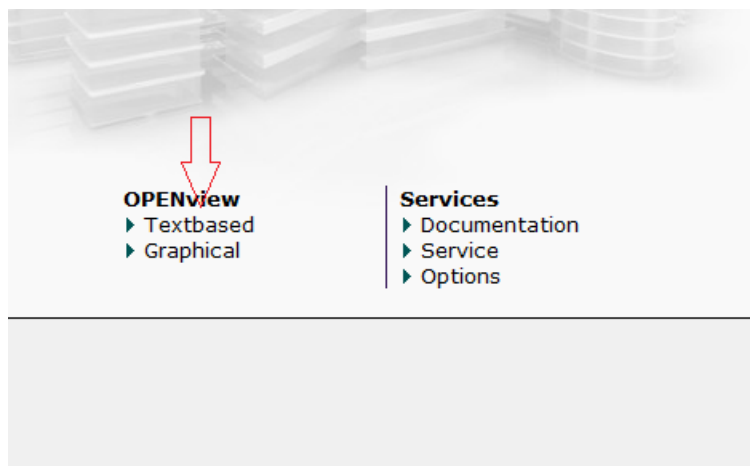 OPENview
Textbased
Graphical
Services
Documentation
Service
Options